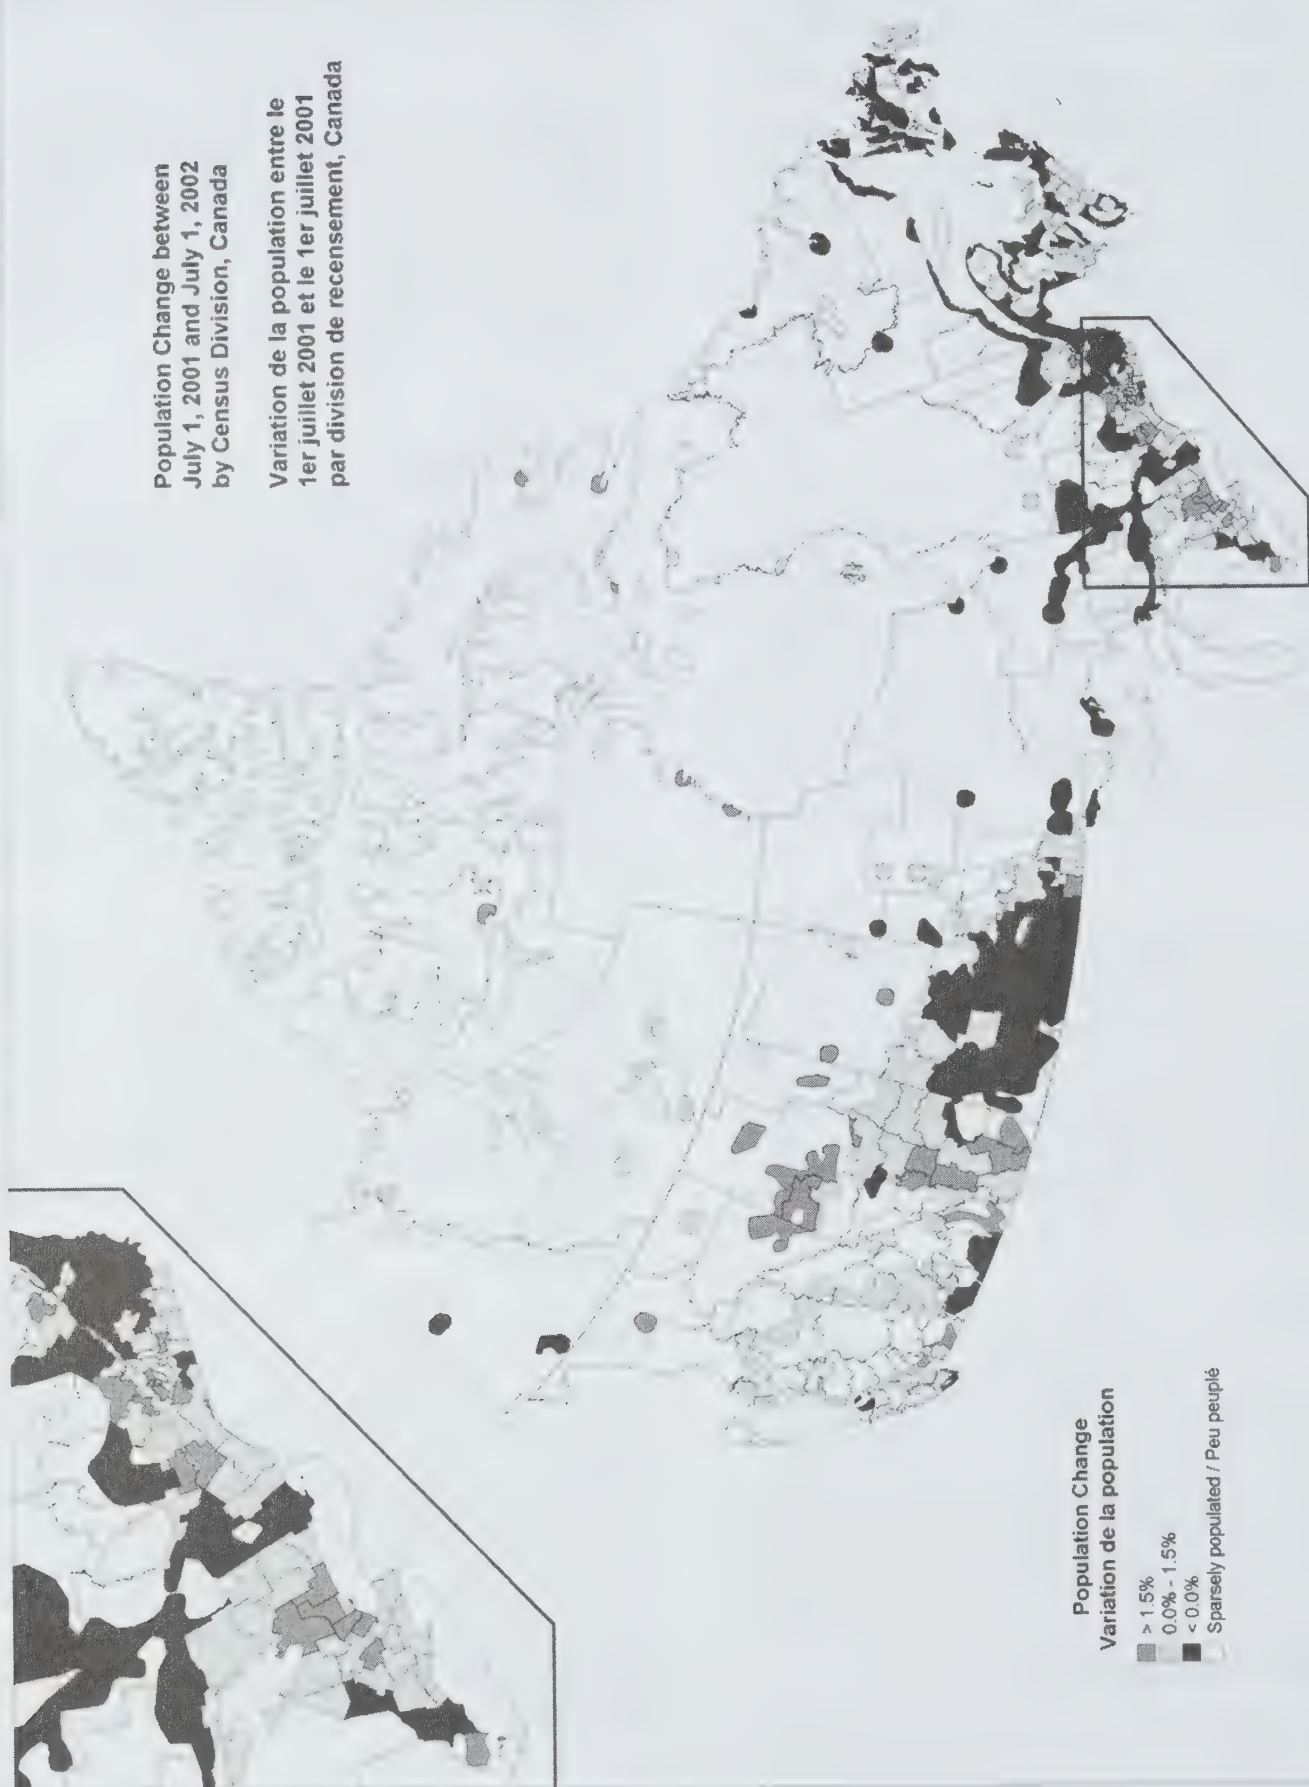 Population Change between
July 1, 2001 and July 1, 2002
by Census Division, Canada
Variation de la population entre le
1er juillet 2001 et le 1er juillet 2001
par division de recensement, Canada
Population Change
Variation de la population
> 1.5%
0.0% - 1.5%
< 0.0%
Sparsely populated / Peu peuplé